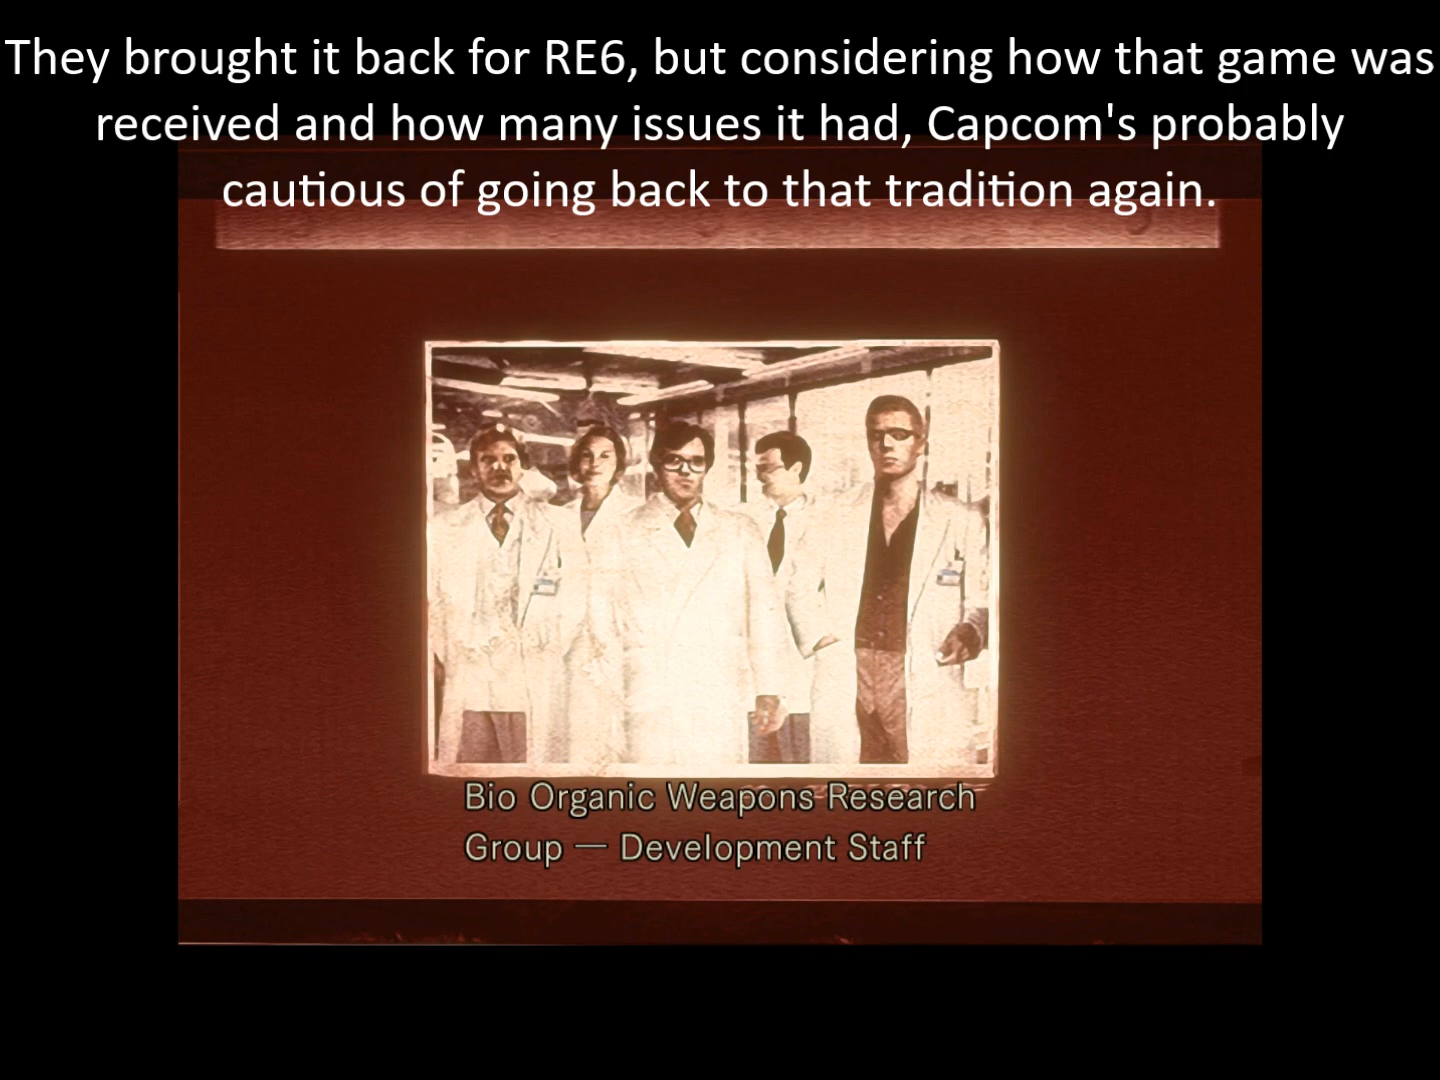 They brought it back for RE6, but considering how that game was
received and how many issues it had, Capcom's probably
cautious of going back to that tradition again.
Bio Organic Weapons Research
Group — Development Staff